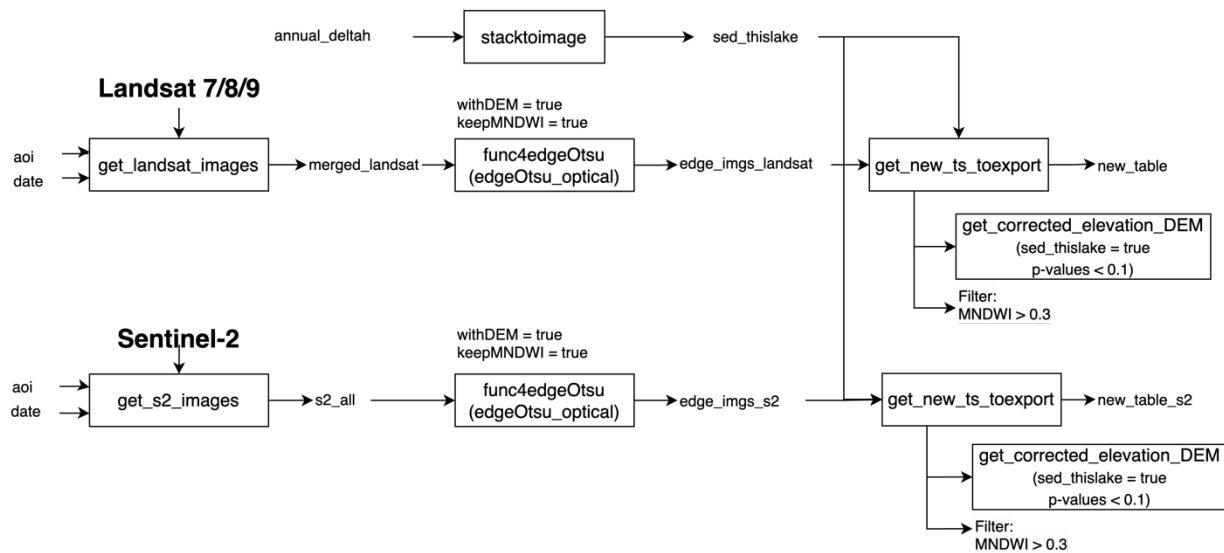 annual_deltah
stacktoimage
sed_thislake
Landsat 7/8/9
withDEM = true
keepMNDWI = true
aoi
date
get_landsat_images
merged_landsat
func4edgeOtsu
(edgeOtsu_optical)
edge_imgs_landsat
get_new_ts_toexport
new_table
get_corrected_elevation_DEM
(sed_thislake = true
p-values < 0.1)
Filter:
MNDWI > 0.3
Sentinel-2
withDEM = true
keepMNDWI = true
aoi
date
get_s2_images
s2_all
func4edgeOtsu
(edgeOtsu_optical)
edge_imgs_s2
get_new_ts_toexport
new_table_s2
get_corrected_elevation_DEM
(sed_thislake = true
p-values < 0.1)
Filter:
MNDWI > 0.3